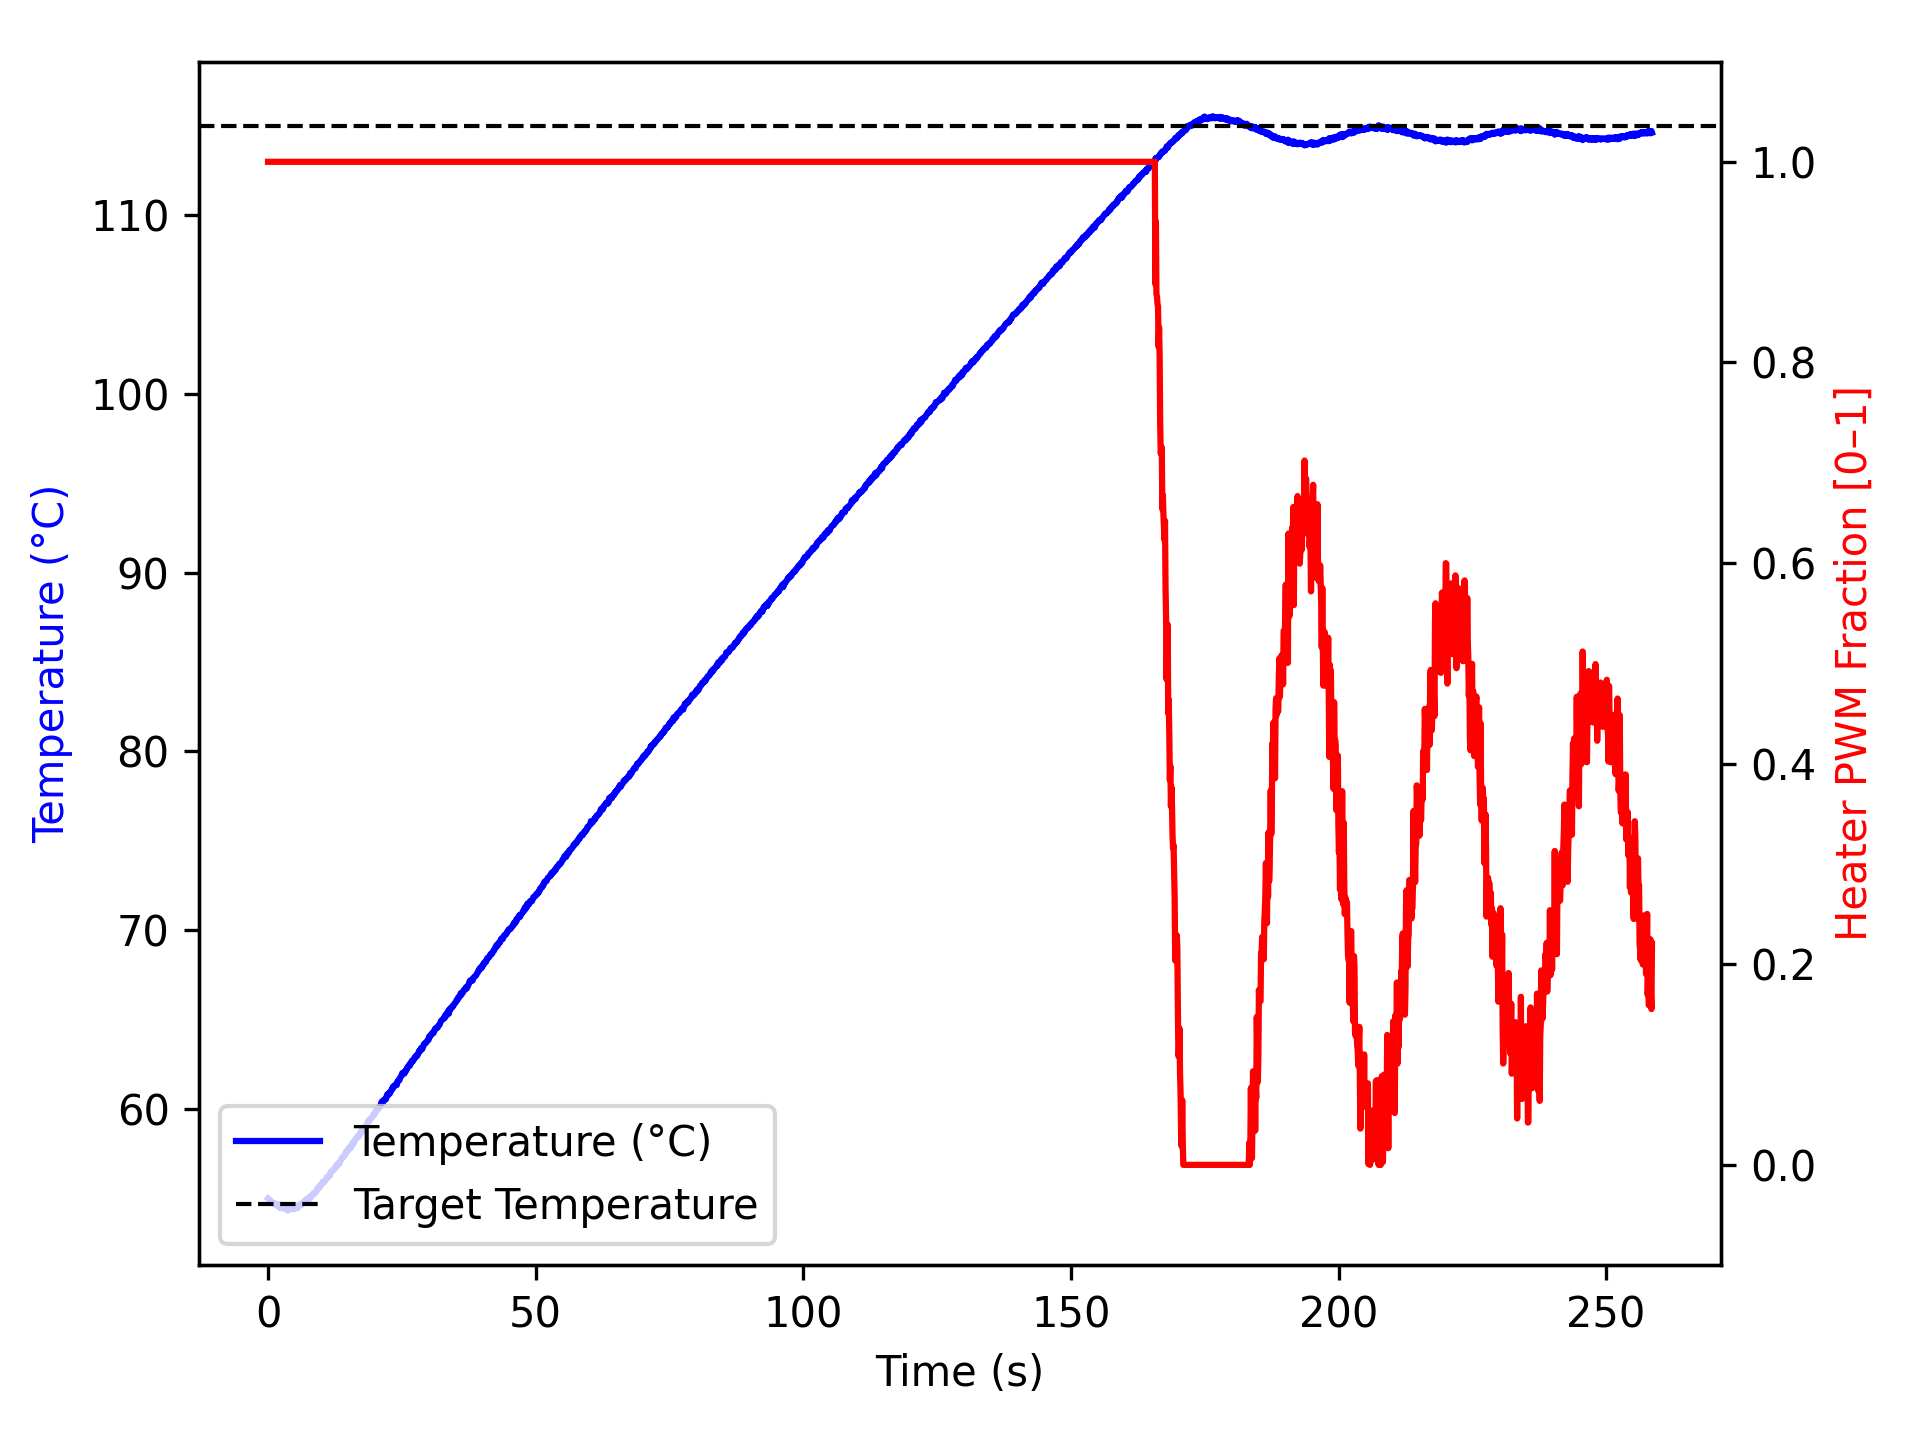 110
100
90
80
70
60
Temperature (°C)
1.0
0.8
0.6
0.4
0.2
0.0
Heater PWM Fraction [0–1]
Temperature (°C)
Target Temperature
0 50 100 150 200 250
Time (s)